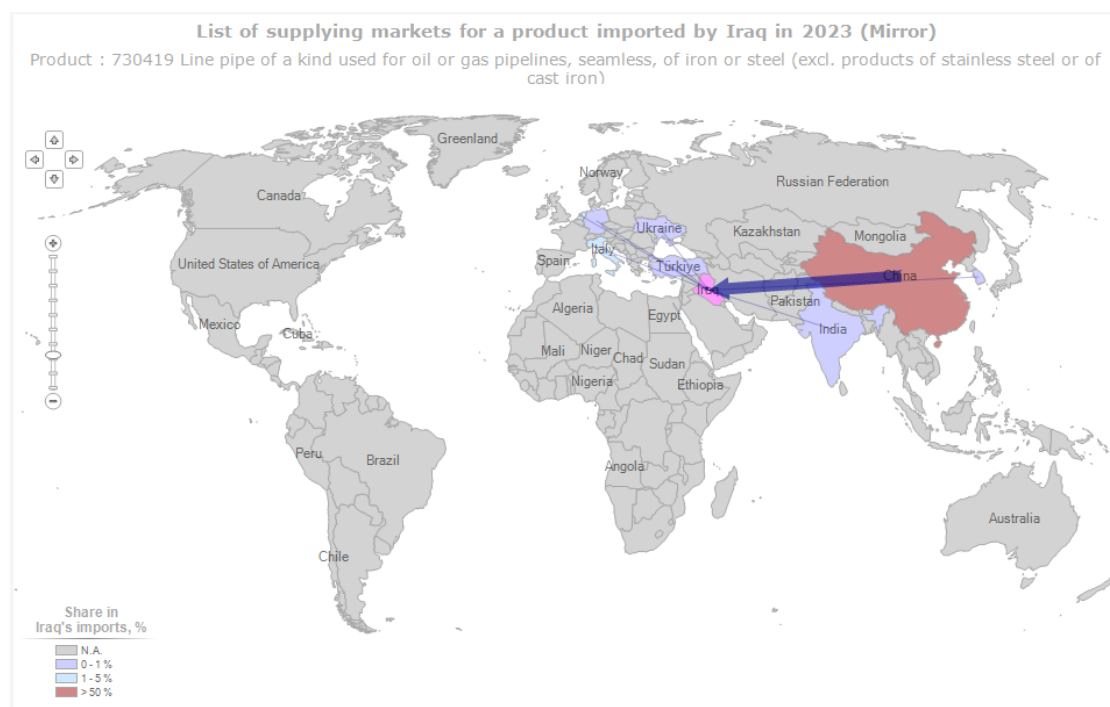 List of supplying markets for a product imported by Iraq in 2023 (Mirror)
Product : 730419 Line pipe of a kind used for oil or gas pipelines, seamless, of iron or steel (excl. products of stainless steel or of
cast iron)
Greenland
Norway
Russian Federation
Canada
Ukraine
Kazakhstan
Mongolia
Italy
Spain
Türkiye
United States of America
China
Iraq
Pakistan
Algeria
Egypt
Mexico
Cuba
India
Mali
Niger
Chad
Sudan
Nigeria
Ethiopia
Peru
Brazil
Angola
Australia
Chile
Share in
Iraq's imports, %
N.A.
0 - 1 %
1 - 5 %
> 50 %